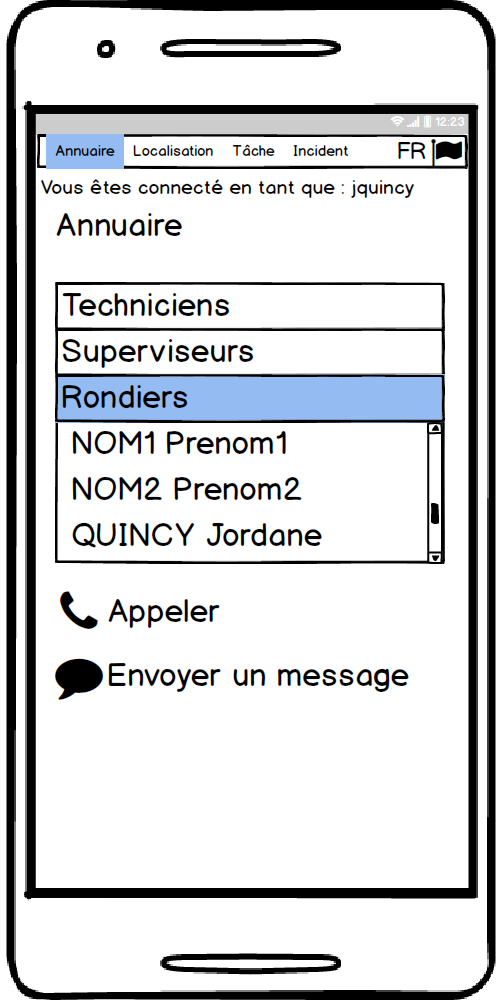 12:23
Annuaire Localisation Tâche Incident FR
Vous êtes connecté en tant que : jquincy
Annuaire
Techniciens
Superviseurs
Rondiers
NOM1 Prenom1
NOM2 Prenom2
QUINCY Jordane
Appeler
Envoyer un message